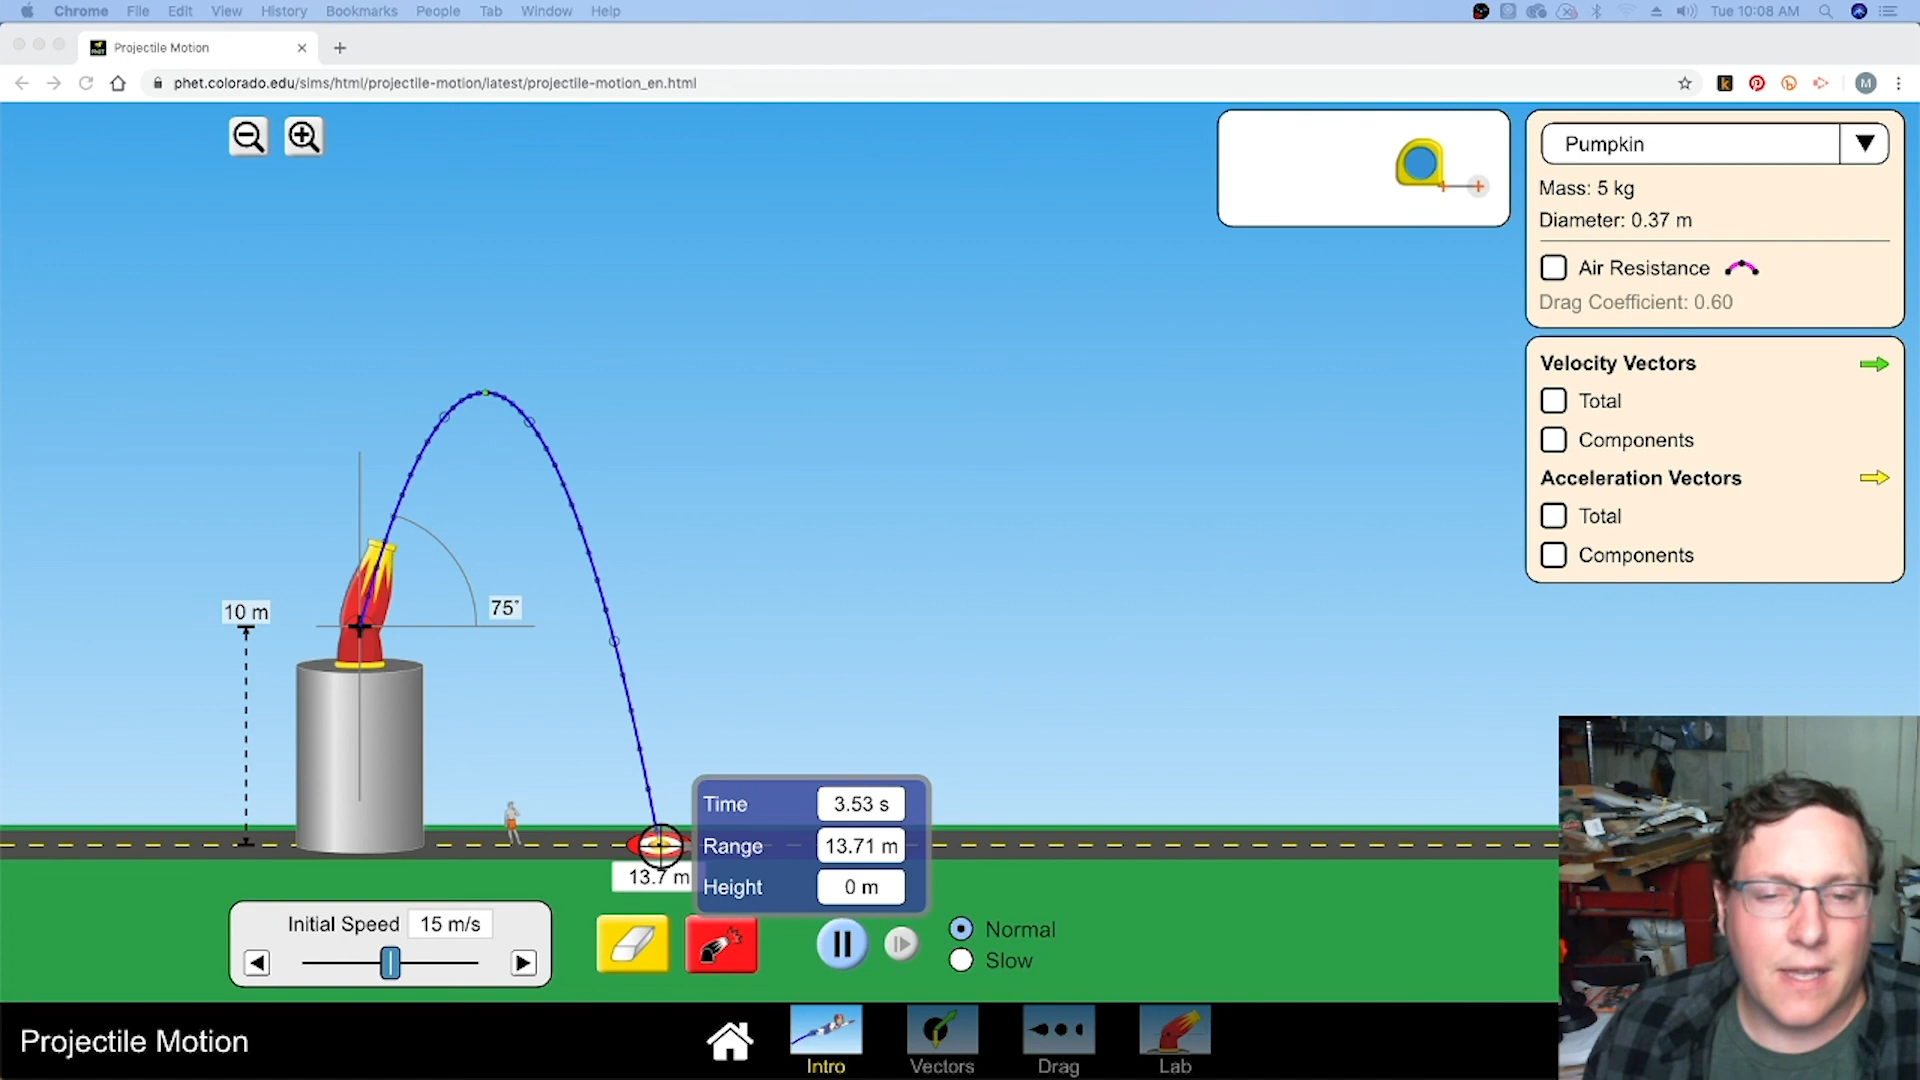 Chrome File Edit View History Bookmarks People Tab Window Help
Tue 10:08 AM
Projectile Motion
phet.colorado.edu/sims/html/projectile-motion/latest/projectile-motion_en.html
M
Pumpkin
Mass: 5 kg
Diameter: 0.37 m
Air Resistance
Drag Coefficient: 0.60
Velocity Vectors
Total
Components
Acceleration Vectors
Total
Components
10 m
75°
Time 3.53 s
Range 13.71 m
Height 0 m
13.7 m
Initial Speed 15 m/s
Normal
Slow
Projectile Motion
Intro
Vectors
Drag
Lab